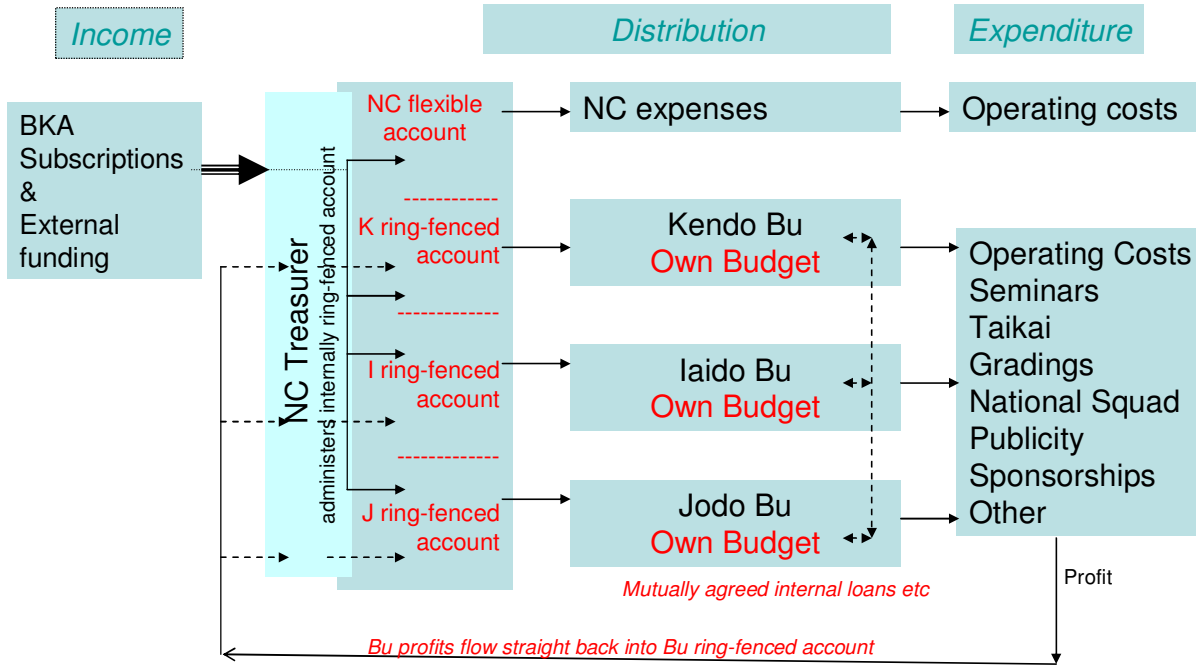 Income
Distribution
Expenditure
BKA
Subscriptions
&
External
funding
NC Treasurer
administers internally ring-fenced account
NC flexible
account
-------------
K ring-fenced
account
-------------
I ring-fenced
account
-------------
J ring-fenced
account
NC expenses
Operating costs
Kendo Bu
Own Budget
Iaido Bu
Own Budget
Jodo Bu
Own Budget
Mutually agreed internal loans etc
Operating Costs
Seminars
Taikai
Gradings
National Squad
Publicity
Sponsorships
Other
Profit
Bu profits flow straight back into Bu ring-fenced account